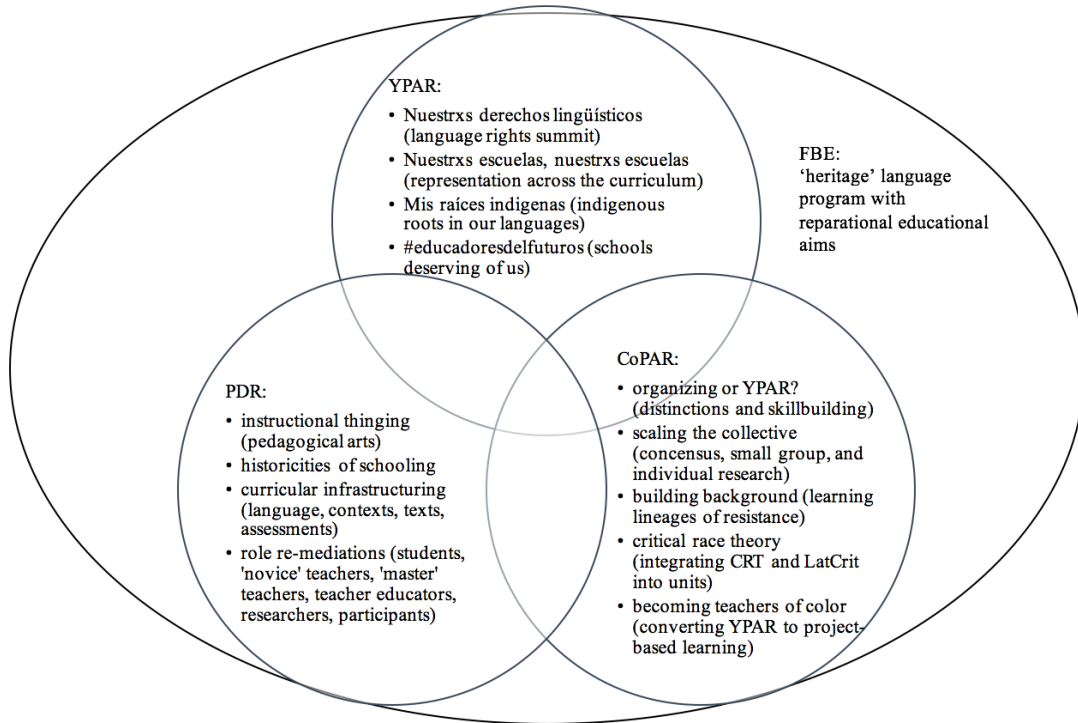 YPAR:
• Nuestrxs derechos lingüísticos
(language rights summit)
• Nuestrxs escuelas, nuestrxs escuelas
(representation across the curriculum)
• Mis raíces indigenas (indigenous
roots in our languages)
• #educadoresdelfuturos (schools
deserving of us)
FBE:
‘heritage’ language
program with
reparational educational
aims
PDR:
• instructional thinging
(pedagogical arts)
• historicities of schooling
• curricular infrastructuring
(language, contexts, texts,
assessments)
• role re-mediations (students,
'novice' teachers, 'master'
teachers, teacher educators,
researchers, participants)
CoPAR:
• organizing or YPAR?
(distinctions and skillbuilding)
• scaling the collective
(concensus, small group, and
individual research)
• building background (learning
lineages of resistance)
• critical race theory
(integrating CRT and LatCrit
into units)
• becoming teachers of color
(converting YPAR to project-
based learning)